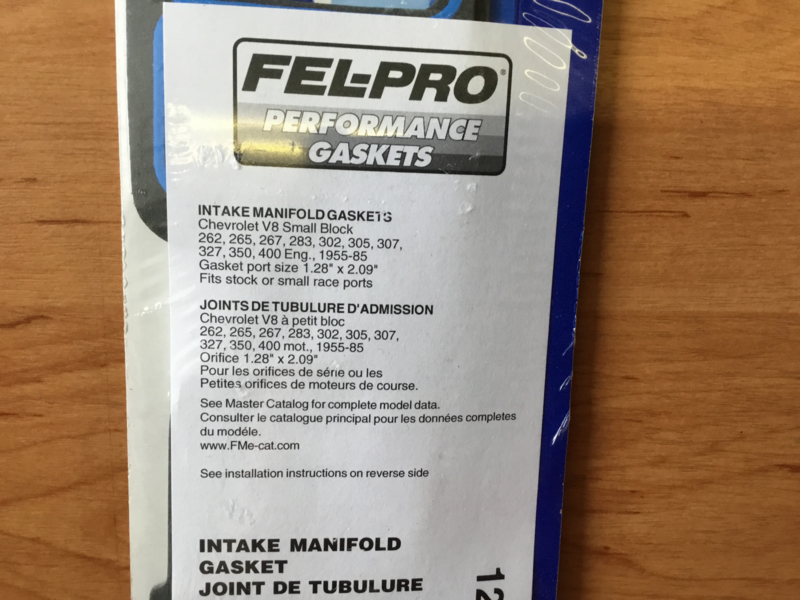 FEL-PRO®
PERFORMANCE
GASKETS
INTAKE MANIFOLD GASKETS
Chevrolet V8 Small Block
262, 265, 267, 283, 302, 305, 307,
327, 350, 400 Eng., 1955-85
Gasket port size 1.28" x 2.09"
Fits stock or small race ports
JOINTS DE TUBULURE D'ADMISSION
Chevrolet V8 à petit bloc
262, 265, 267, 283, 302, 305, 307,
327, 350, 400 mot., 1955-85
Orifice 1.28" x 2.09"
Pour les orifices de série ou les
Petites orifices de moteurs de course.
See Master Catalog for complete model data.
Consulter le catalogue principal pour les données completes
du modéle.
www.FMe-cat.com
See installation instructions on reverse side
INTAKE MANIFOLD
GASKET
JOINT DE TUBULURE